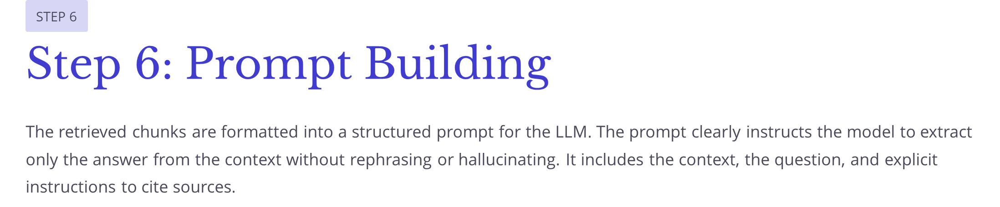 STEP 6
Step 6: Prompt Building
The retrieved chunks are formatted into a structured prompt for the LLM. The prompt clearly instructs the model to extract
only the answer from the context without rephrasing or hallucinating. It includes the context, the question, and explicit
instructions to cite sources.